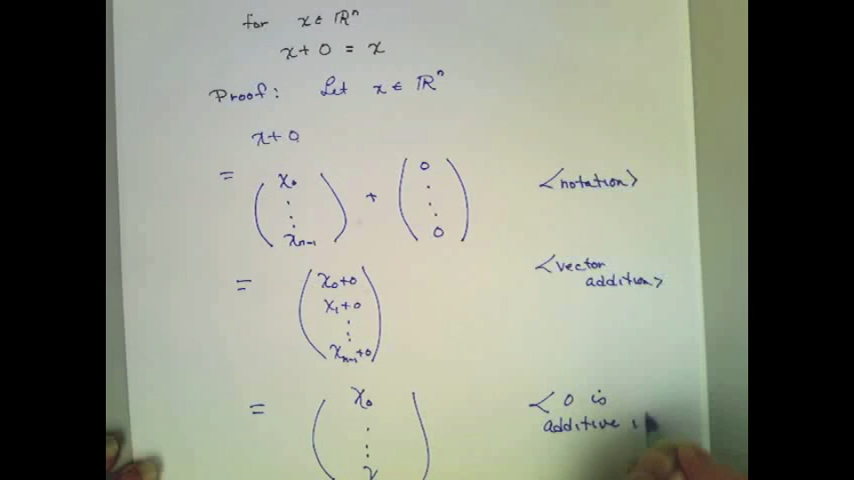 for x ∈ ℝⁿ
x + 0 = x
Proof: Let x ∈ ℝⁿ
x + 0
= ( x₀ ⋮ xₙ₋₁ ) + ( 0 ⋮ 0 ) <notation>
= ( x₀+0 x₁+0 ⋮ xₙ₋₁+0 ) <vector
addition>
= ( x₀ ⋮ <0 is
additive